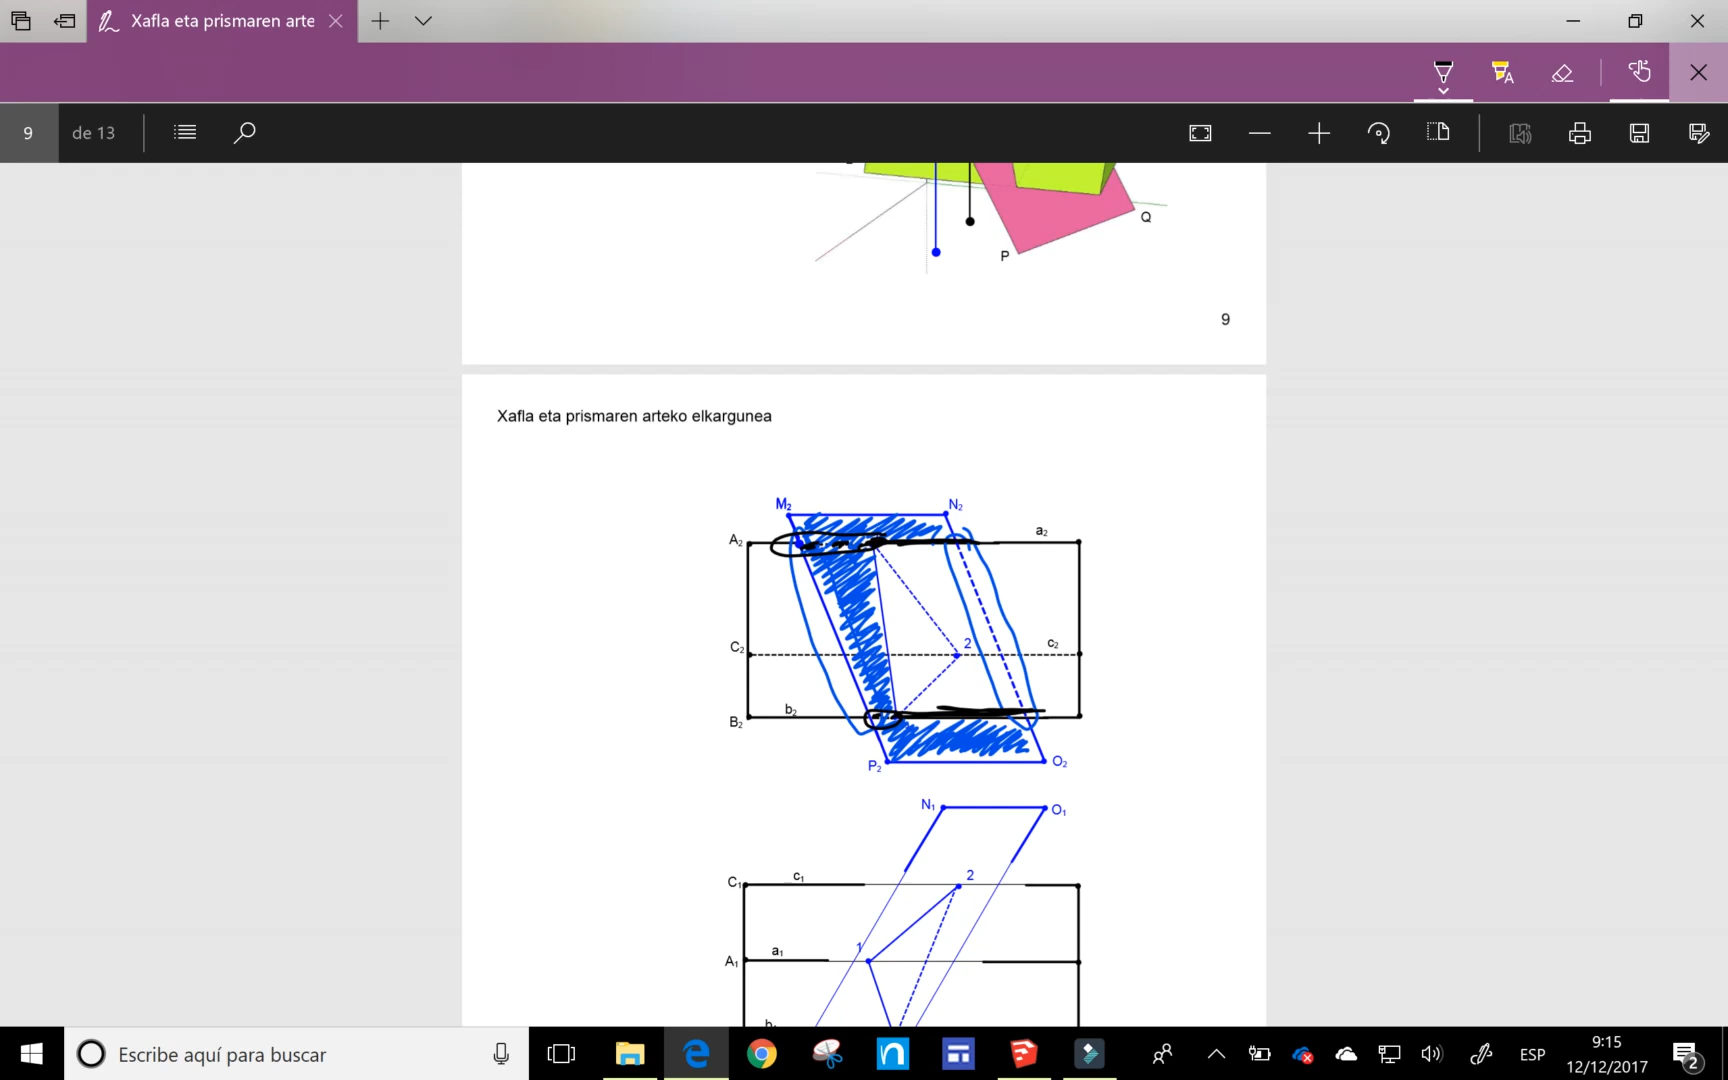 Xafla eta prismaren arte
9 de 13
Q
P
9
Xafla eta prismaren arteko elkargunea
M2 N2
A2 a2
C2 2 c2
B2 b2
P2 O2
N1 O1
C1 c1 2
1
A1 a1
Escribe aquí para buscar
ESP
9:15
12/12/2017
2